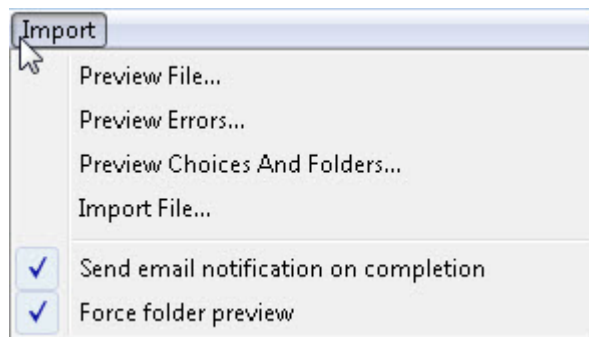 Import
Preview File...
Preview Errors...
Preview Choices And Folders...
Import File...
Send email notification on completion
Force folder preview